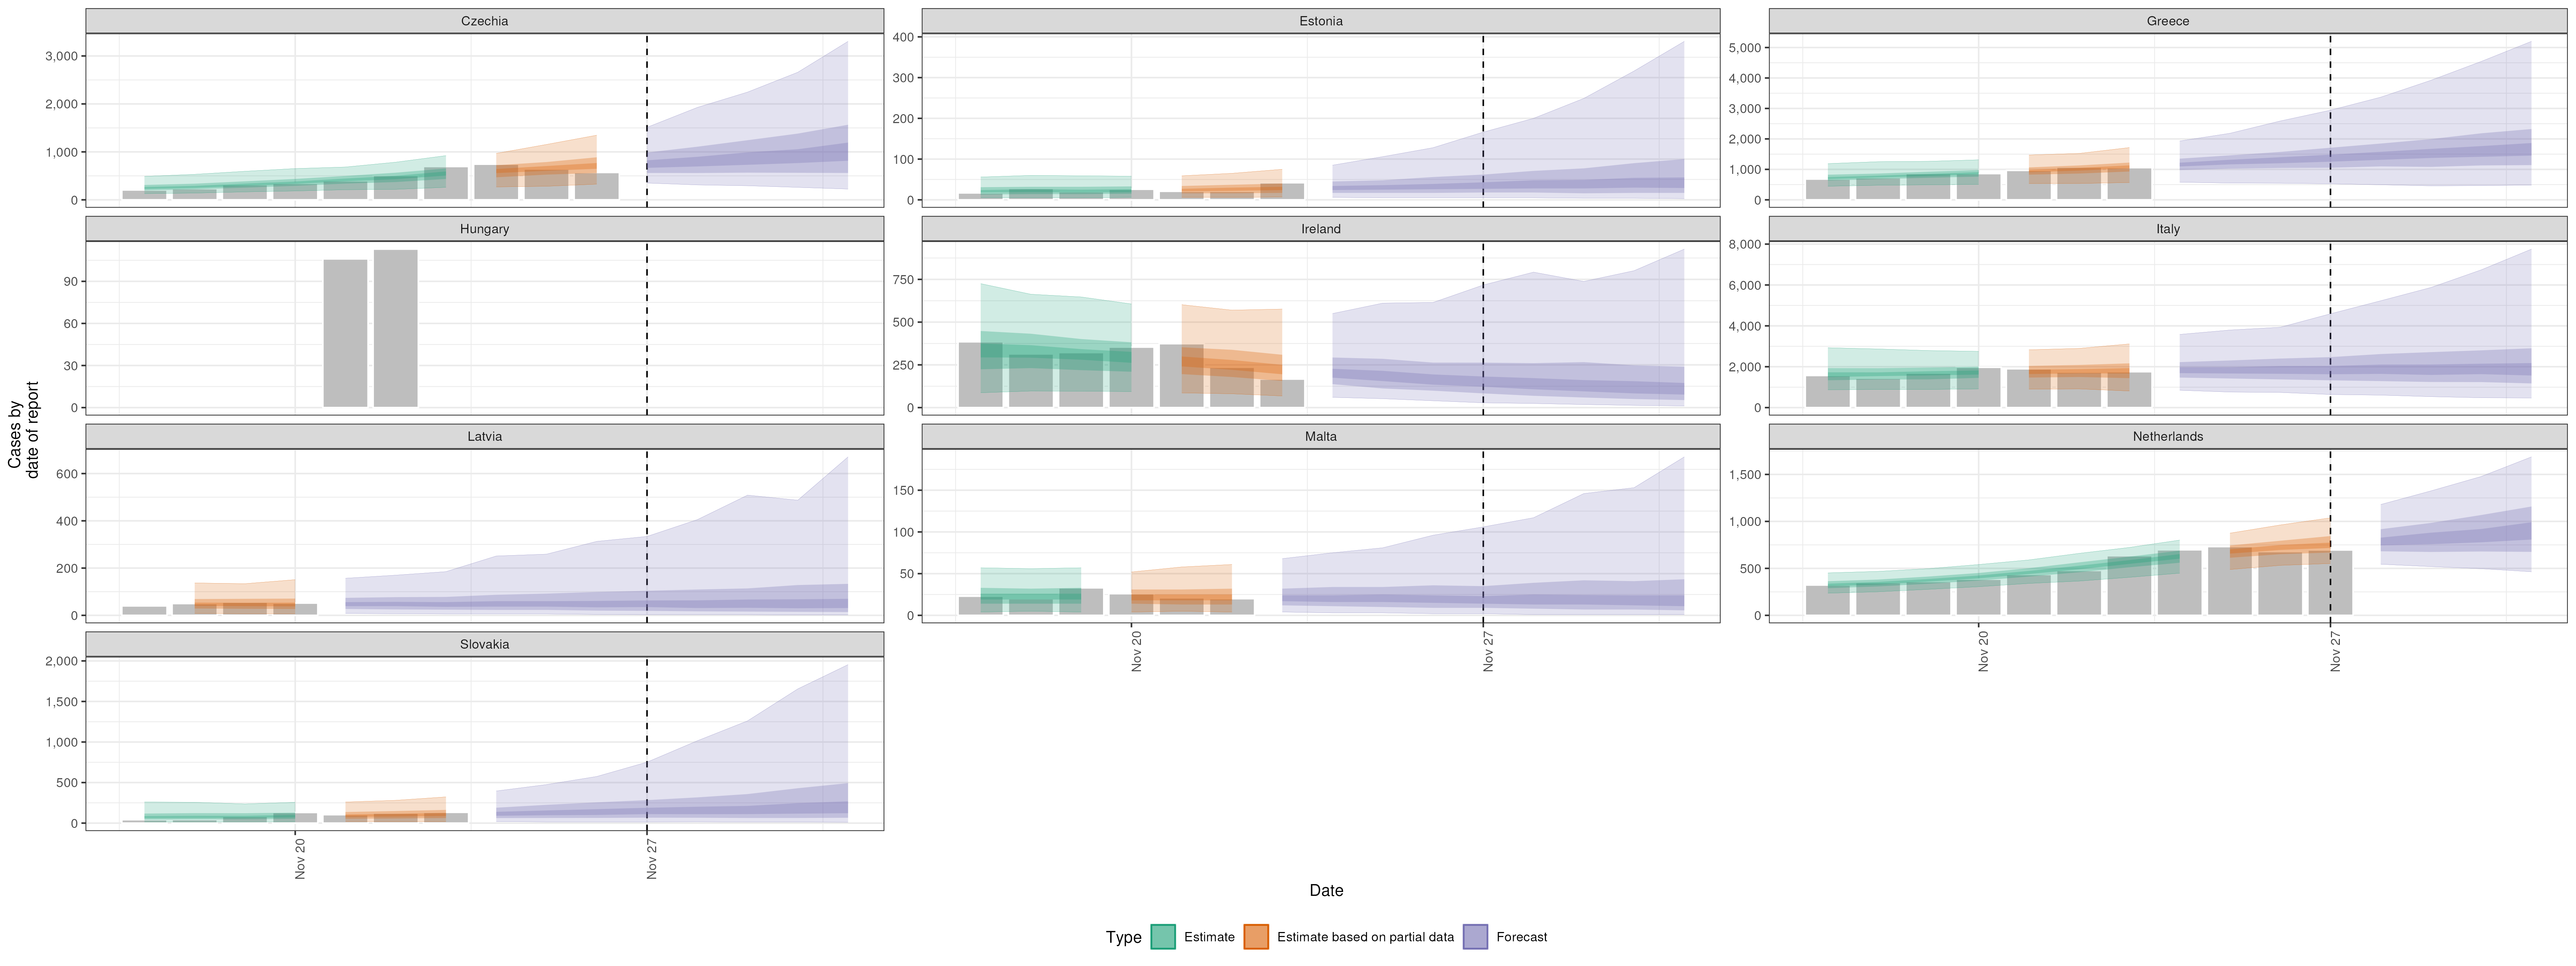 Czechia
Estonia
Greece
3,000
2,000
1,000
0
400
300
200
100
0
5,000
4,000
3,000
2,000
1,000
0
Hungary
Ireland
Italy
90
60
30
0
750
500
250
0
8,000
6,000
4,000
2,000
0
Latvia
Malta
Netherlands
600
400
200
0
150
100
50
0
1,500
1,000
500
0
Nov 20
Nov 27
Nov 20
Nov 27
Slovakia
2,000
1,500
1,000
500
0
Nov 20
Nov 27
Cases by
date of report
Date
Type
Estimate
Estimate based on partial data
Forecast